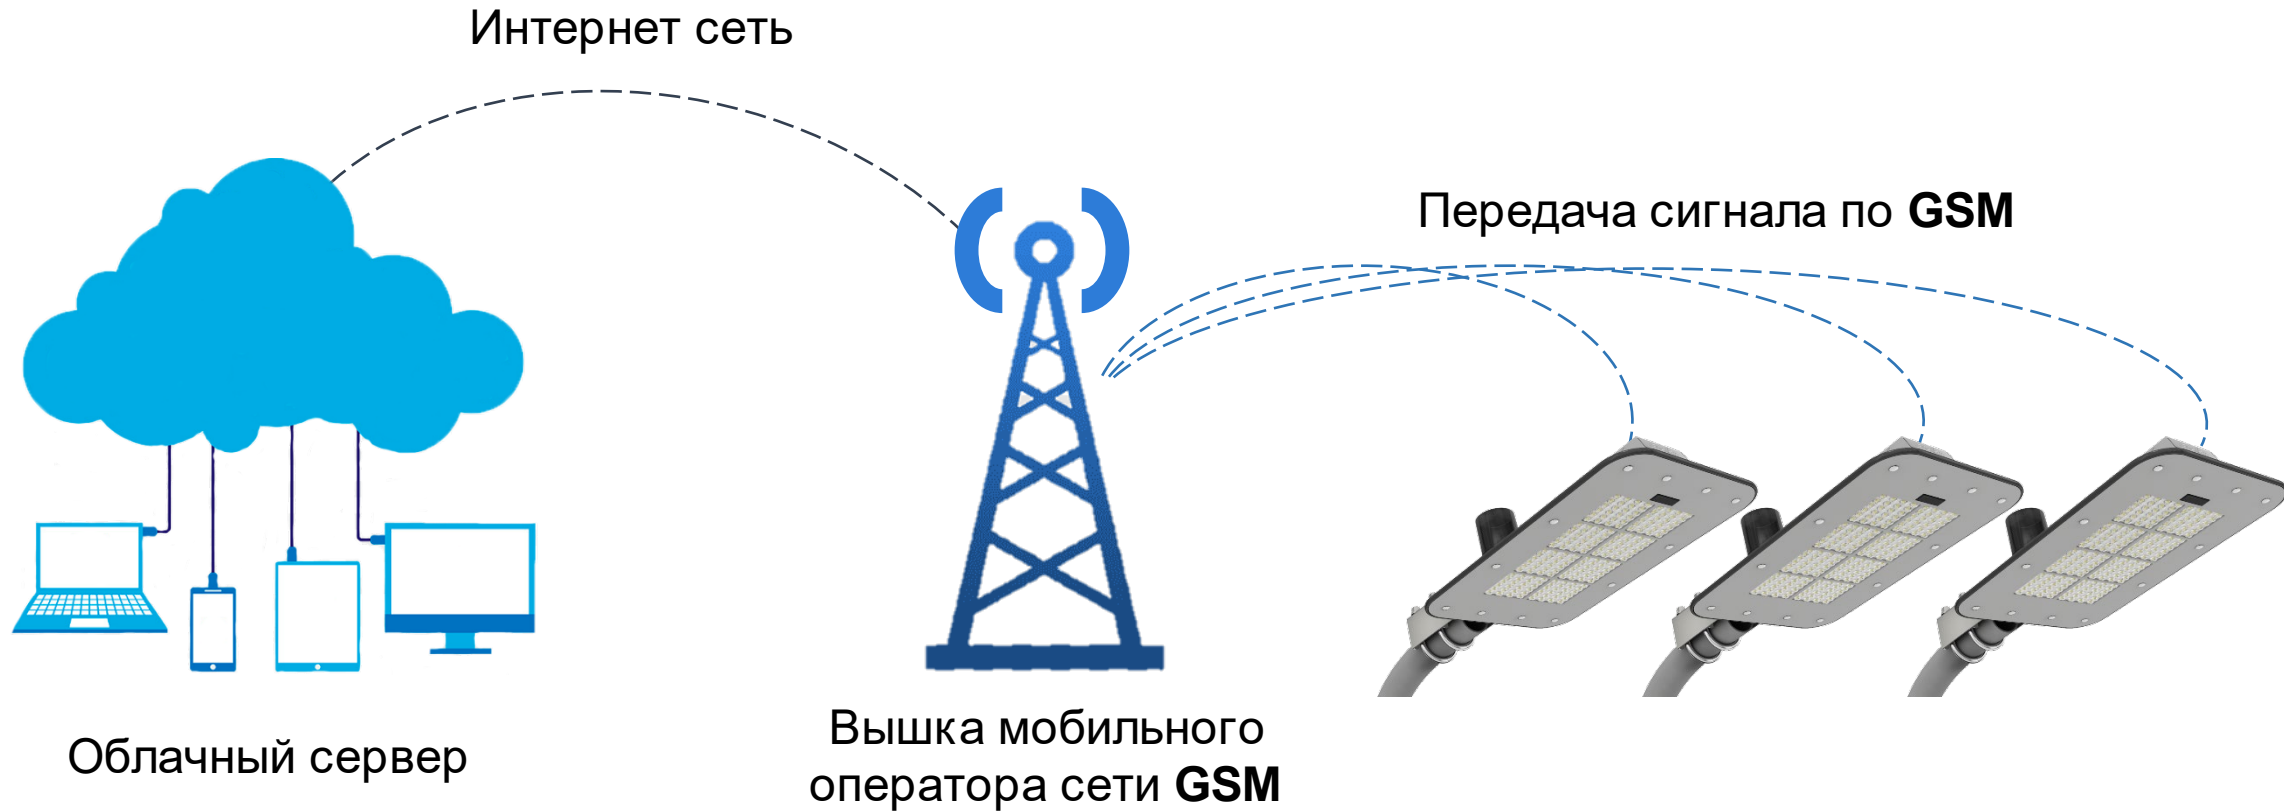 Интернет сеть
Передача сигнала по GSM
Облачный сервер
Вышка мобильного
оператора сети GSM